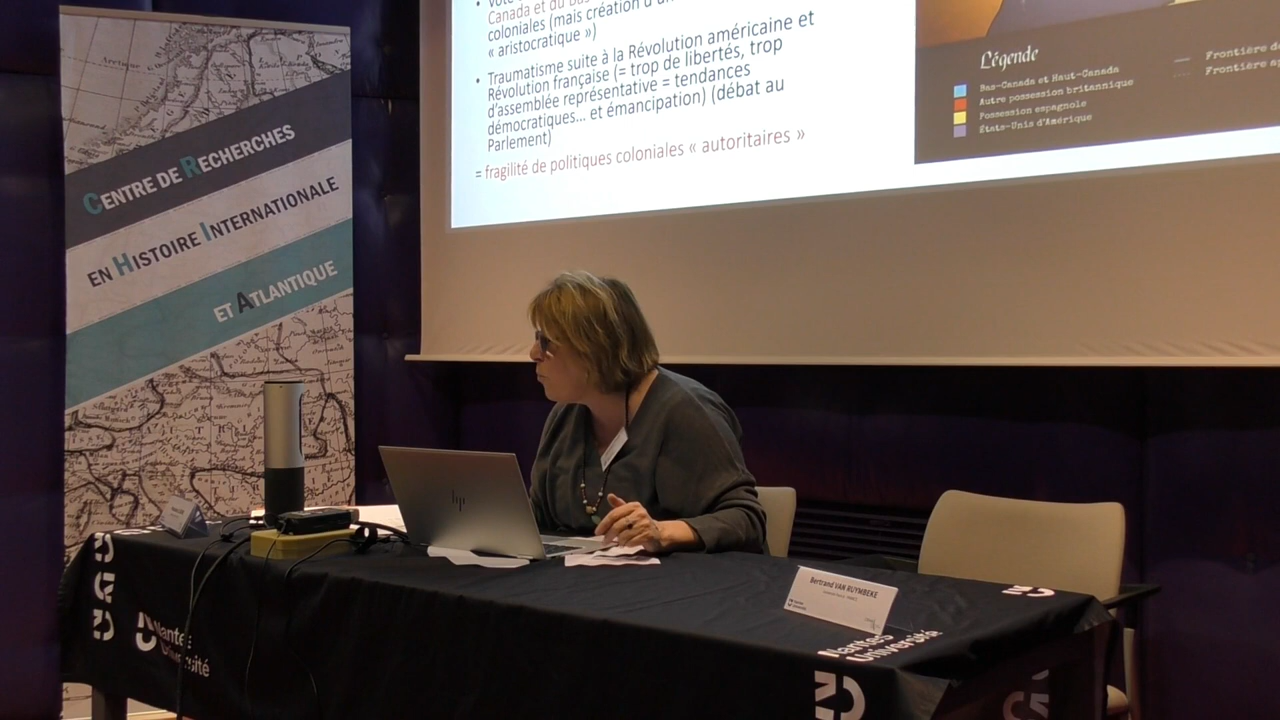 CENTRE DE RECHERCHES
EN HISTOIRE INTERNATIONALE
ET ATLANTIQUE
Canada et du Bas
coloniales (mais création d'un
« aristocratique »)
• Traumatisme suite à la Révolution américaine et
Révolution française (= trop de libertés, trop
d'assemblée représentative = tendances
démocratiques... et émancipation) (débat au
Parlement)
= fragilité de politiques coloniales « autoritaires »
Légende
Bas-Canada et Haut-Canada
Autre possession britannique
Possession espagnole
États-Unis d'Amérique
Frontière
Frontière
hp
Bertrand VAN RUYMBEKE
Nantes
Université
Nantes
Université